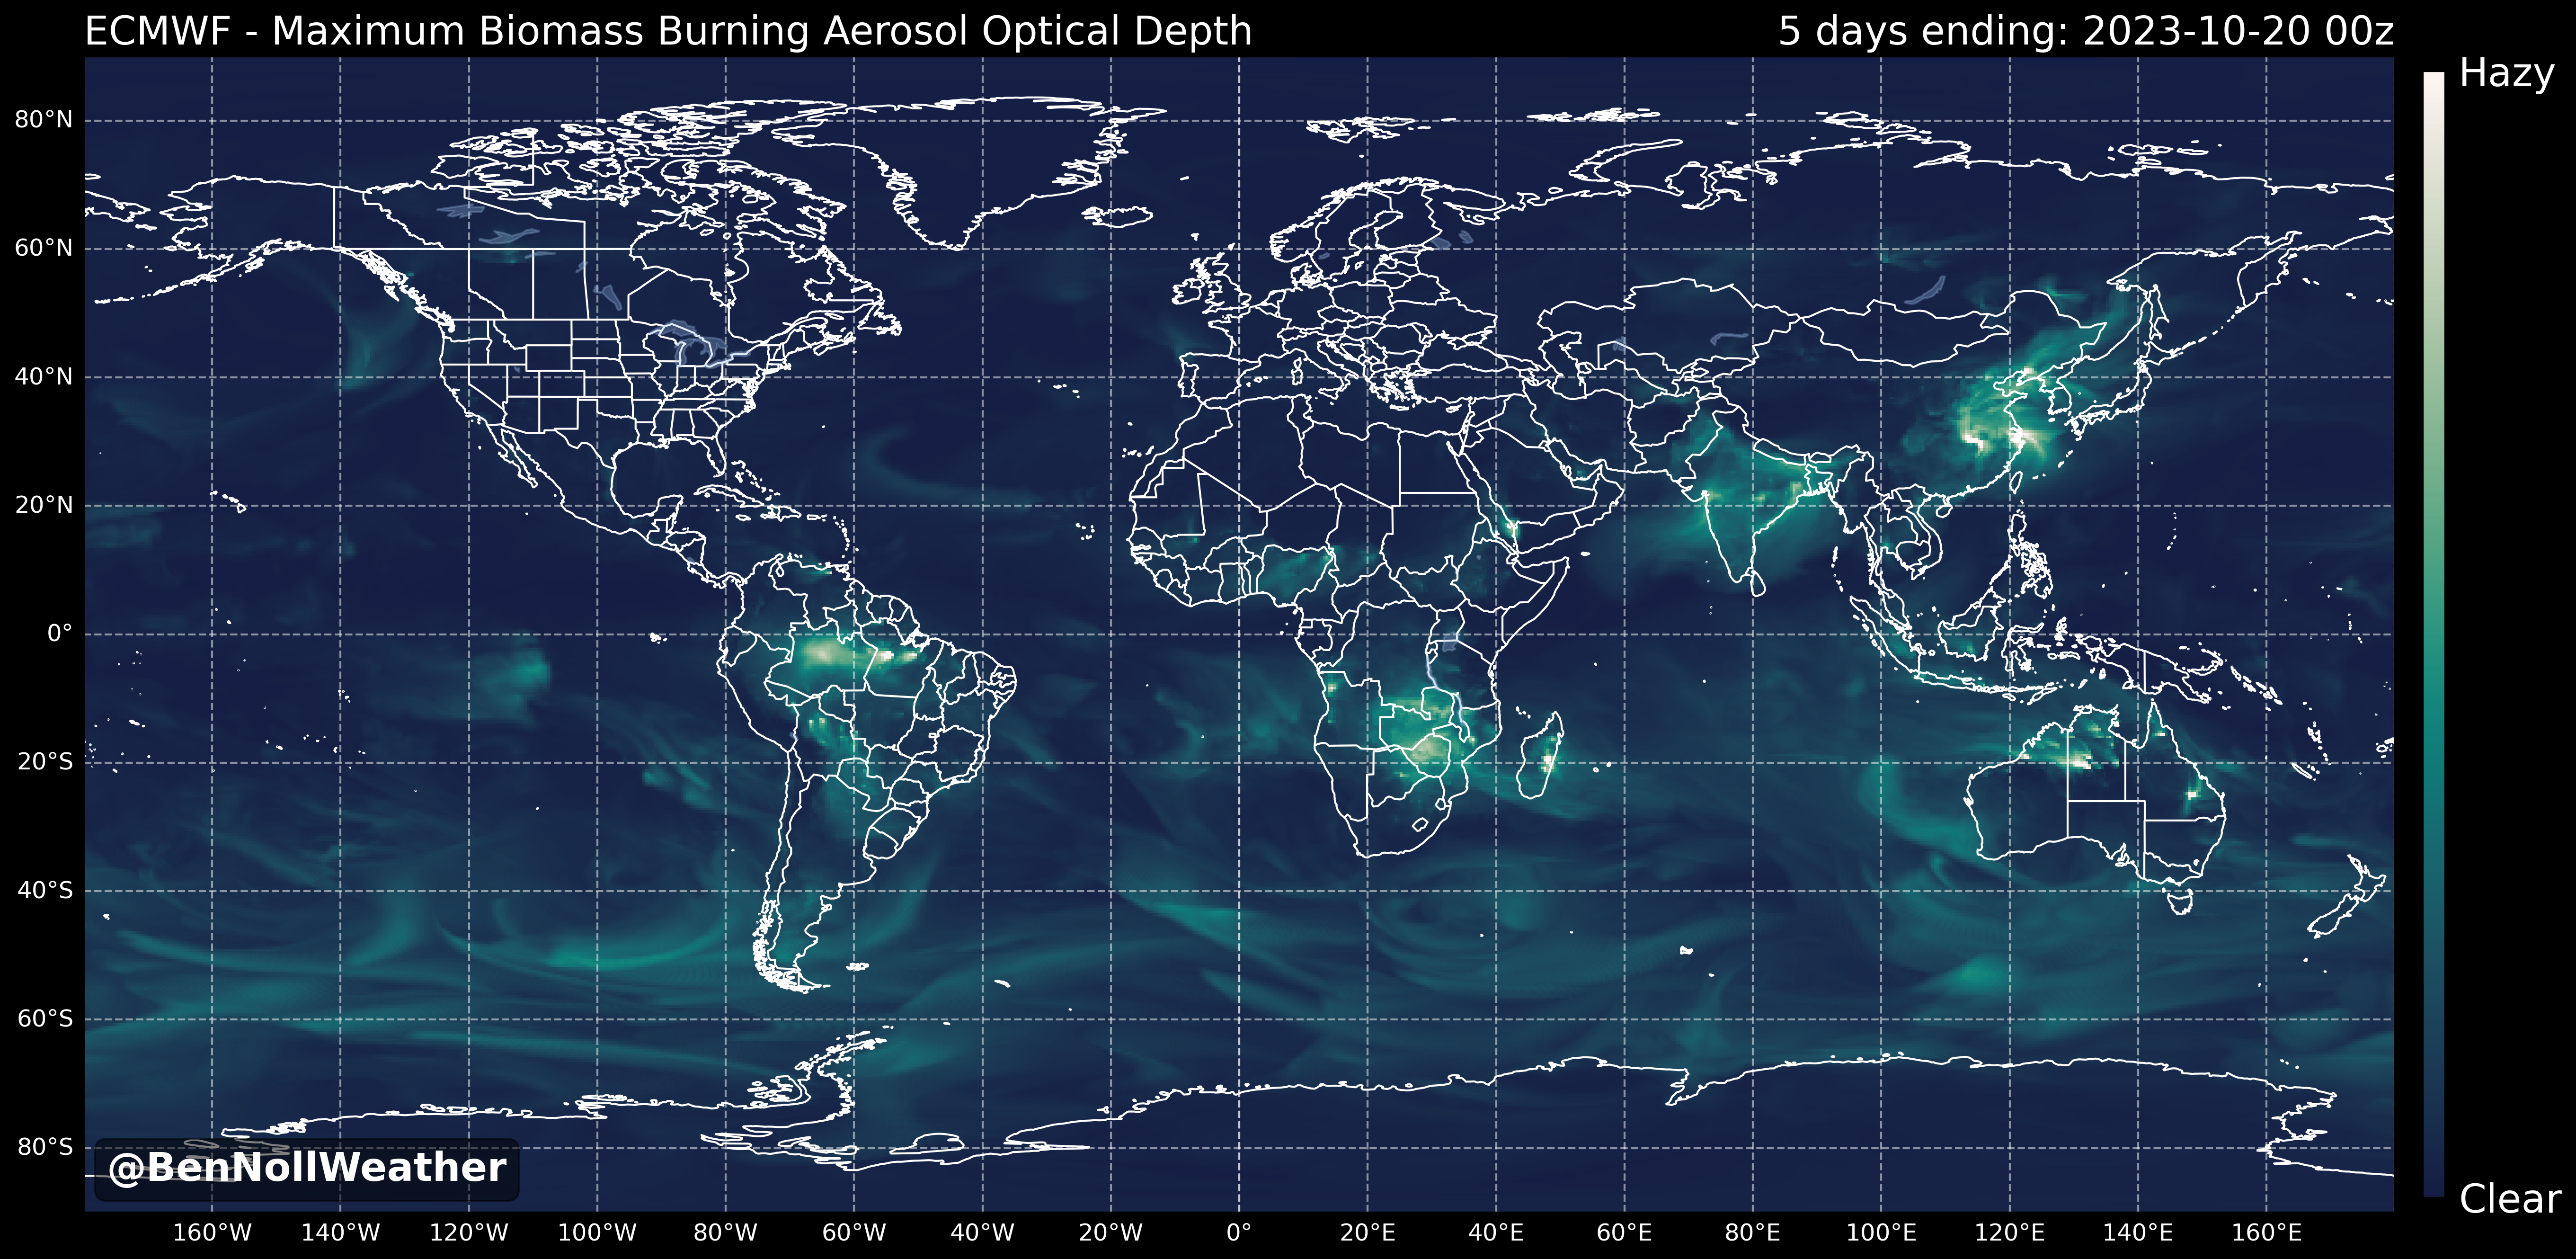 ECMWF - Maximum Biomass Burning Aerosol Optical Depth
5 days ending: 2023-10-20 00z
Hazy
80°N
60°N
40°N
20°N
0°
20°S
40°S
60°S
80°S
@BenNollWeather
Clear
160°W 140°W 120°W 100°W 80°W 60°W 40°W 20°W 0° 20°E 40°E 60°E 80°E 100°E 120°E 140°E 160°E